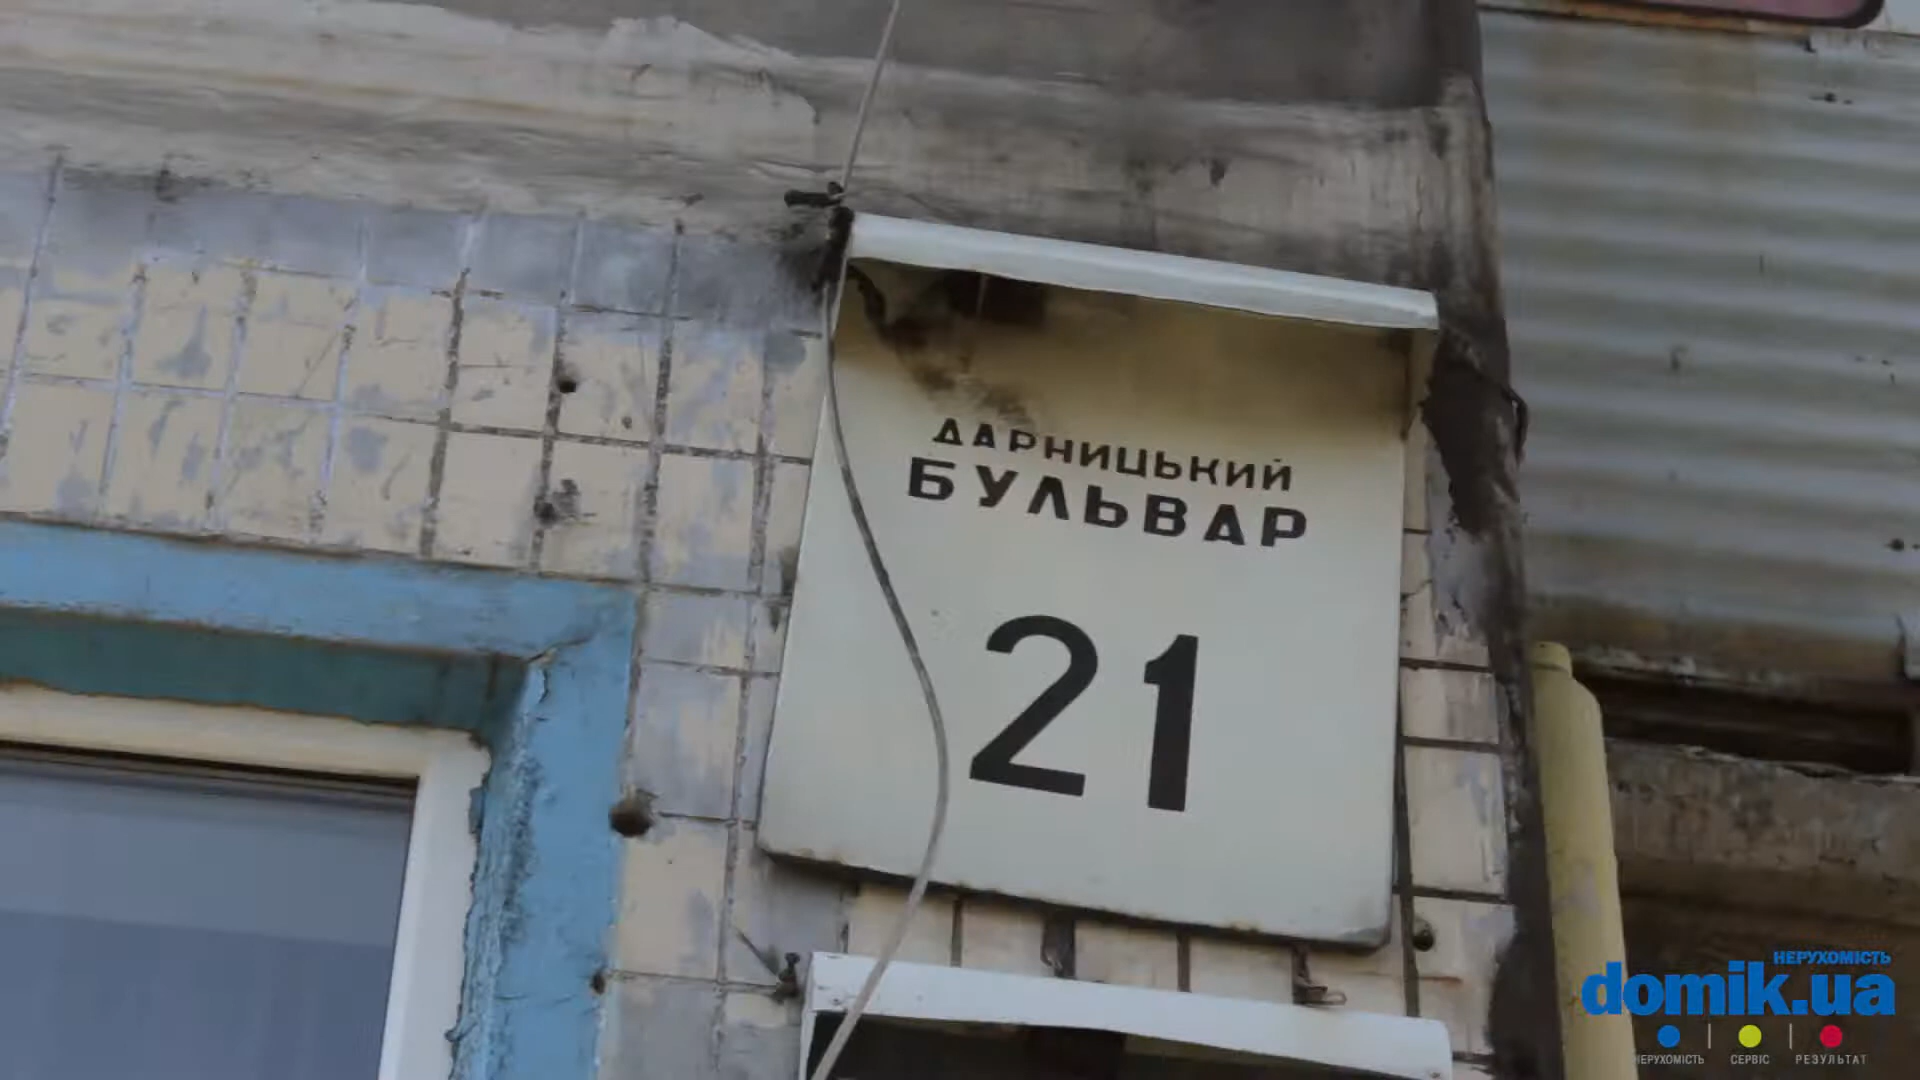 ДАРНИЦЬКИЙ
БУЛЬВАР
21
НЕРУХОМІСТЬ
domik.ua
НЕРУХОМІСТЬ | СЕРВІС | РЕЗУЛЬТАТ